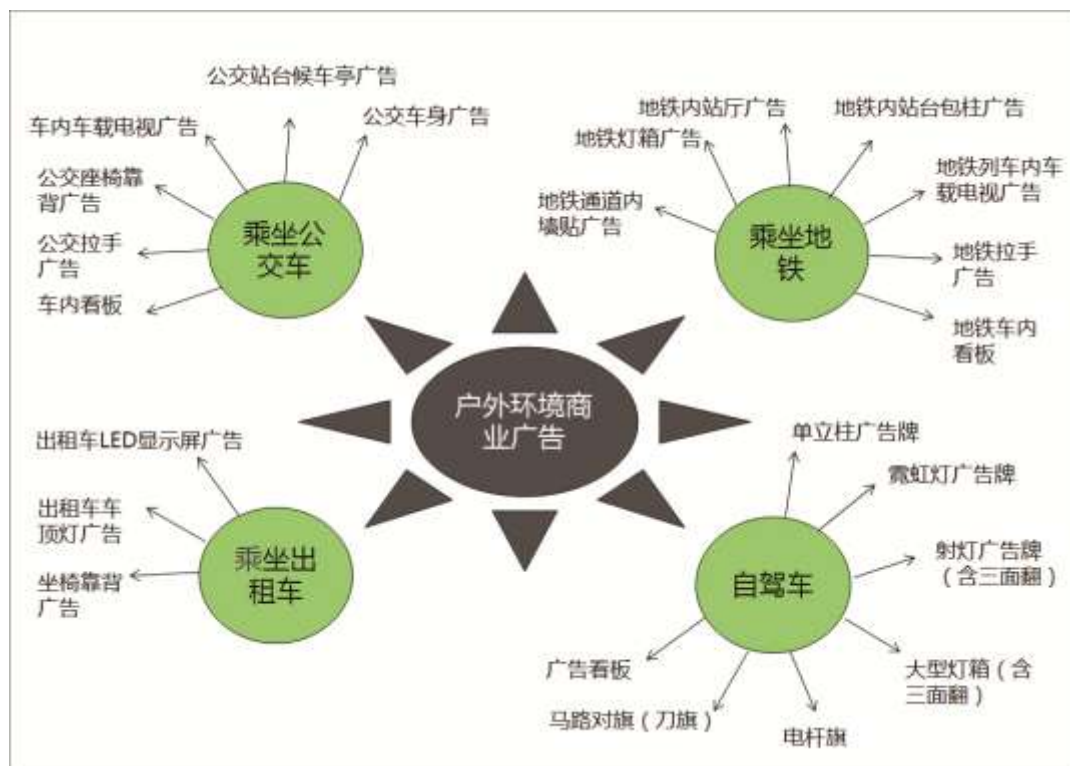 公交站台候车亭广告
公交车身广告
车内车载电视广告
公交座椅靠
背广告
公交拉手
广告
车内看板
乘坐公
交车
地铁内站厅广告
地铁内站台包柱广告
地铁灯箱广告
地铁列车内车
载电视广告
地铁通道内
墙贴广告
地铁拉手
广告
地铁车内
看板
乘坐地
铁
户外环境商
业广告
出租车LED显示屏广告
出租车车
顶灯广告
坐椅靠背
广告
乘坐出
租车
单立柱广告牌
霓虹灯广告牌
射灯广告牌
（含三面翻）
自驾车
广告看板
大型灯箱（含
三面翻）
马路对旗（刀旗）
电杆旗